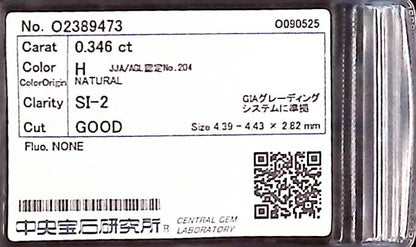 No. O2389473 O090525
Carat 0.346 ct
Color H JJA/AGL認定No.204
ColorOrigin NATURAL
Clarity SI-2 GIAグレーディング
システムに準拠
Cut GOOD Size 4.39 - 4.43 × 2.82 mm
Fluo. NONE
中央宝石研究所® CENTRAL GEM
LABORATORY